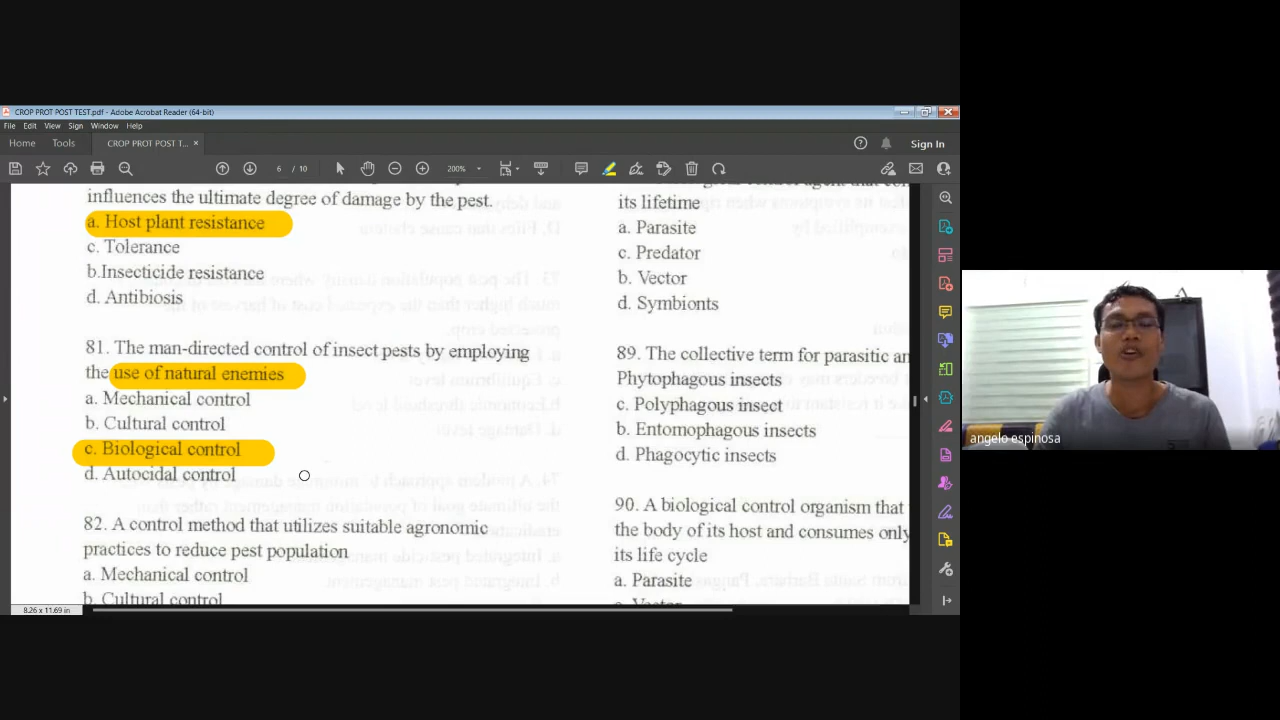 CROP PROT POST TEST.pdf - Adobe Acrobat Reader (64-bit)
File Edit View Sign Window Help
Home Tools CROP PROT POST T... × Sign In
6 / 10 200%
influences the ultimate degree of damage by the pest.
a. Host plant resistance
c. Tolerance
b.Insecticide resistance
d. Antibiosis
81. The man-directed control of insect pests by employing
the use of natural enemies
a. Mechanical control
b. Cultural control
c. Biological control
d. Autocidal control
82. A control method that utilizes suitable agronomic
practices to reduce pest population
a. Mechanical control
b. Cultural control
its lifetime
a. Parasite
c. Predator
b. Vector
d. Symbionts
89. The collective term for parasitic an
Phytophagous insects
c. Polyphagous insect
b. Entomophagous insects
d. Phagocytic insects
90. A biological control organism that
the body of its host and consumes only
its life cycle
a. Parasite
8.26 x 11.69 in
angelo espinosa